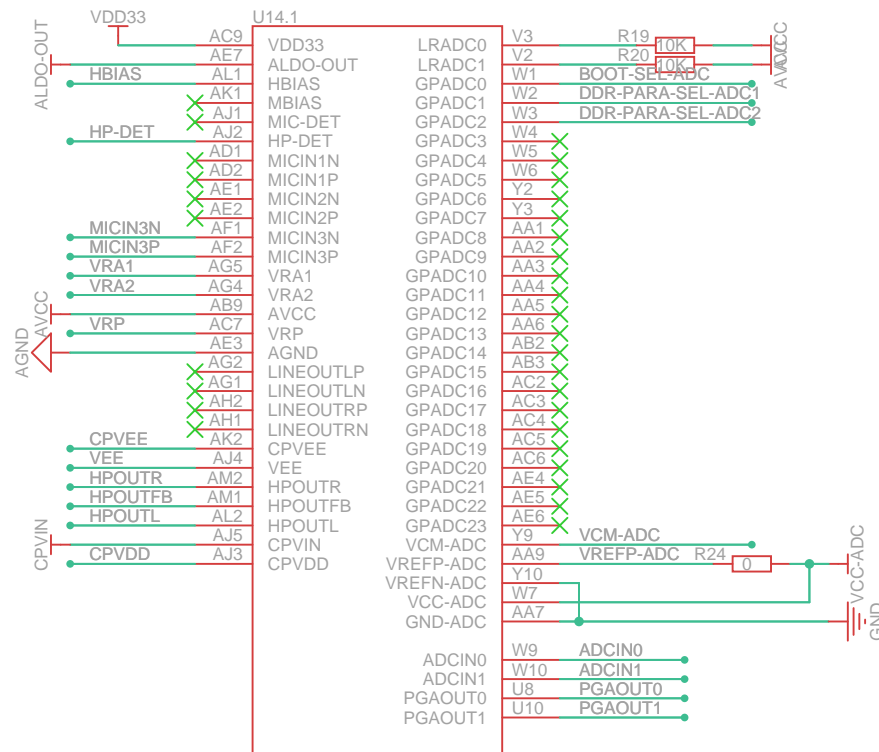 VDD33
U14.1
ALDO-OUT
AC9 VDD33
AE7 ALDO-OUT
HBIAS AL1 HBIAS
AK1 MBIAS
AJ1 MIC-DET
HP-DET AJ2 HP-DET
AD1 MICIN1N
AD2 MICIN1P
AE1 MICIN2N
AE2 MICIN2P
MICIN3N AF1 MICIN3N
MICIN3P AF2 MICIN3P
VRA1 AG5 VRA1
VRA2 AG4 VRA2
AVCC AB9 AVCC
VRP AC7 VRP
AGND AE3 AGND
AG2 LINEOUTLP
AG1 LINEOUTLN
AH2 LINEOUTRP
AH1 LINEOUTRN
CPVEE AK2 CPVEE
VEE AJ4 VEE
HPOUTR AM2 HPOUTR
HPOUTFB AM1 HPOUTFB
HPOUTL AL2 HPOUTL
CPVIN AJ5 CPVIN
CPVDD AJ3 CPVDD
LRADC0 V3 R19 10K AVCC
LRADC1 V2 R20 10K AVCC
GPADC0 W1 BOOT-SEL-ADC
GPADC1 W2 DDR-PARA-SEL-ADC1
GPADC2 W3 DDR-PARA-SEL-ADC2
GPADC3 W4
GPADC4 W5
GPADC5 W6
GPADC6 Y2
GPADC7 Y3
GPADC8 AA1
GPADC9 AA2
GPADC10 AA3
GPADC11 AA4
GPADC12 AA5
GPADC13 AA6
GPADC14 AB2
GPADC15 AB3
GPADC16 AC2
GPADC17 AC3
GPADC18 AC4
GPADC19 AC5
GPADC20 AC6
GPADC21 AE4
GPADC22 AE5
GPADC23 AE6
VCM-ADC Y9 VCM-ADC
VREFP-ADC AA9 VREFP-ADC R24 0 VCC-ADC
VREFN-ADC Y10
VCC-ADC W7
GND-ADC AA7 GND
ADCIN0 W9 ADCIN0
ADCIN1 W10 ADCIN1
PGAOUT0 U8 PGAOUT0
PGAOUT1 U10 PGAOUT1